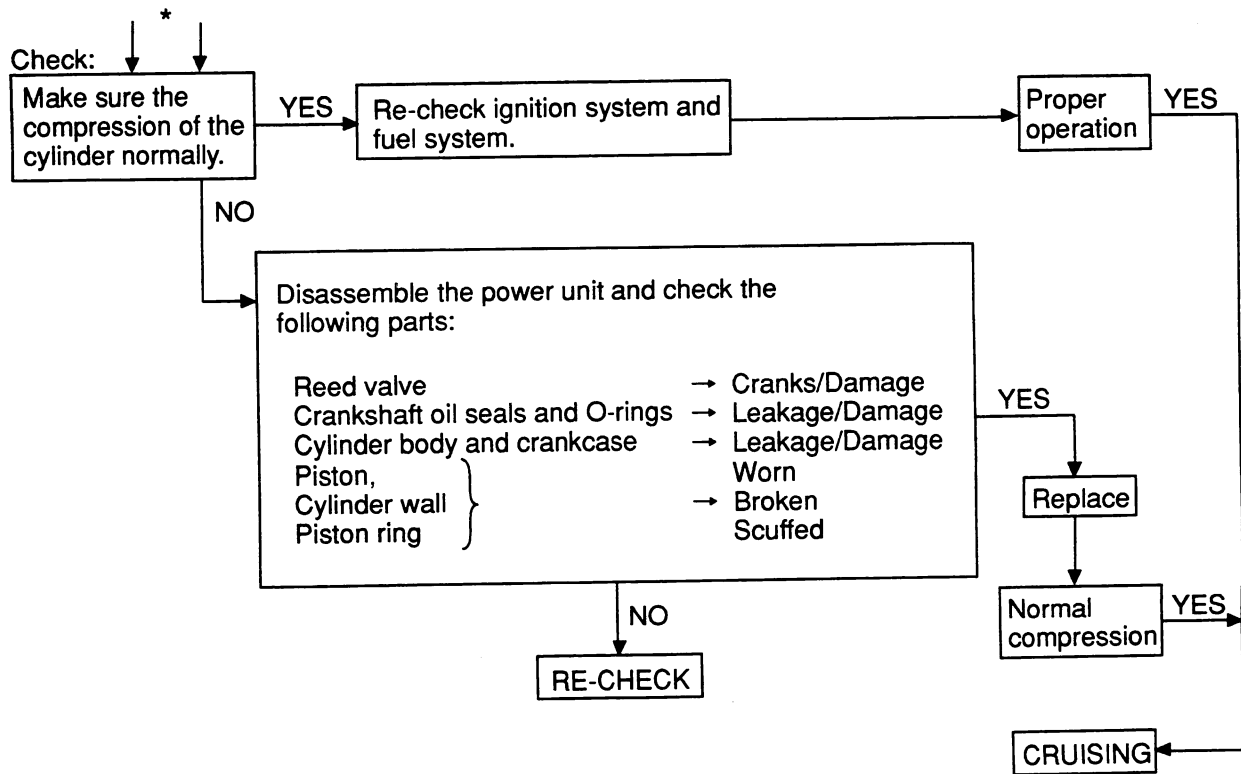 *
Check:
Make sure the
compression of the
cylinder normally.
YES
Re-check ignition system and
fuel system.
Proper
operation
YES
NO
Disassemble the power unit and check the
following parts:
Reed valve → Cranks/Damage
Crankshaft oil seals and O-rings → Leakage/Damage
Cylinder body and crankcase → Leakage/Damage
Piston, Worn
Cylinder wall → Broken
Piston ring Scuffed
YES
Replace
Normal
compression
YES
NO
RE-CHECK
CRUISING